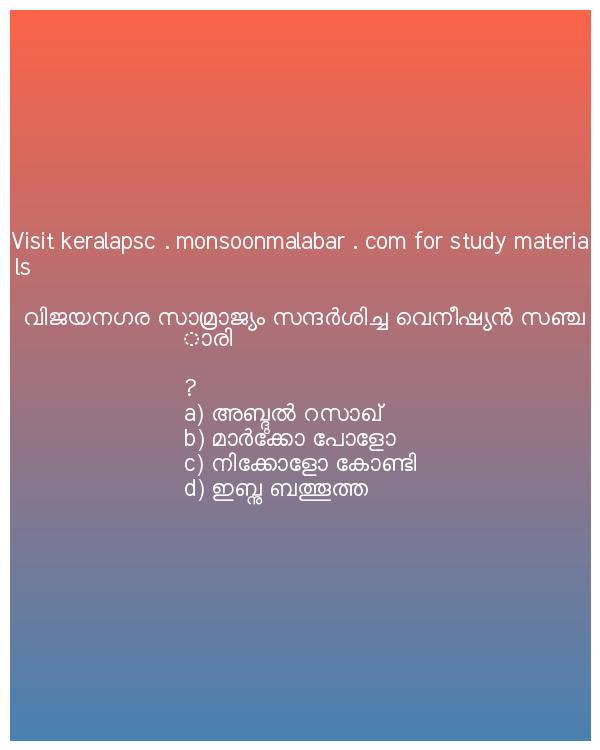 Visit keralapsc . monsoonmalabar . com for study materia
ls
വിജയനഗര സാമ്രാജ്യം സന്ദർശിച്ച വെനീഷ്യൻ സഞ്ച
ാരി
?
a) അബ്ദുൽ റസാഖ്
b) മാർക്കോ പോളോ
c) നിക്കോളോ കോണ്ടി
d) ഇബ്നു ബത്തൂത്ത